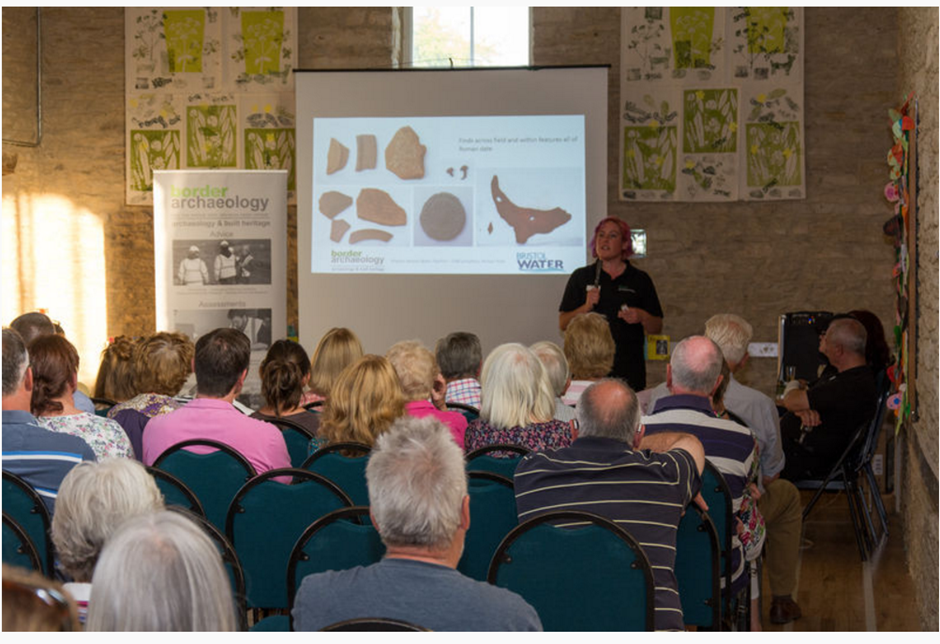 border
archaeology
archaeology & built heritage
Advice
Assessments
Finds across field and within features all of
Roman date
border
archaeology
BRISTOL
WATER